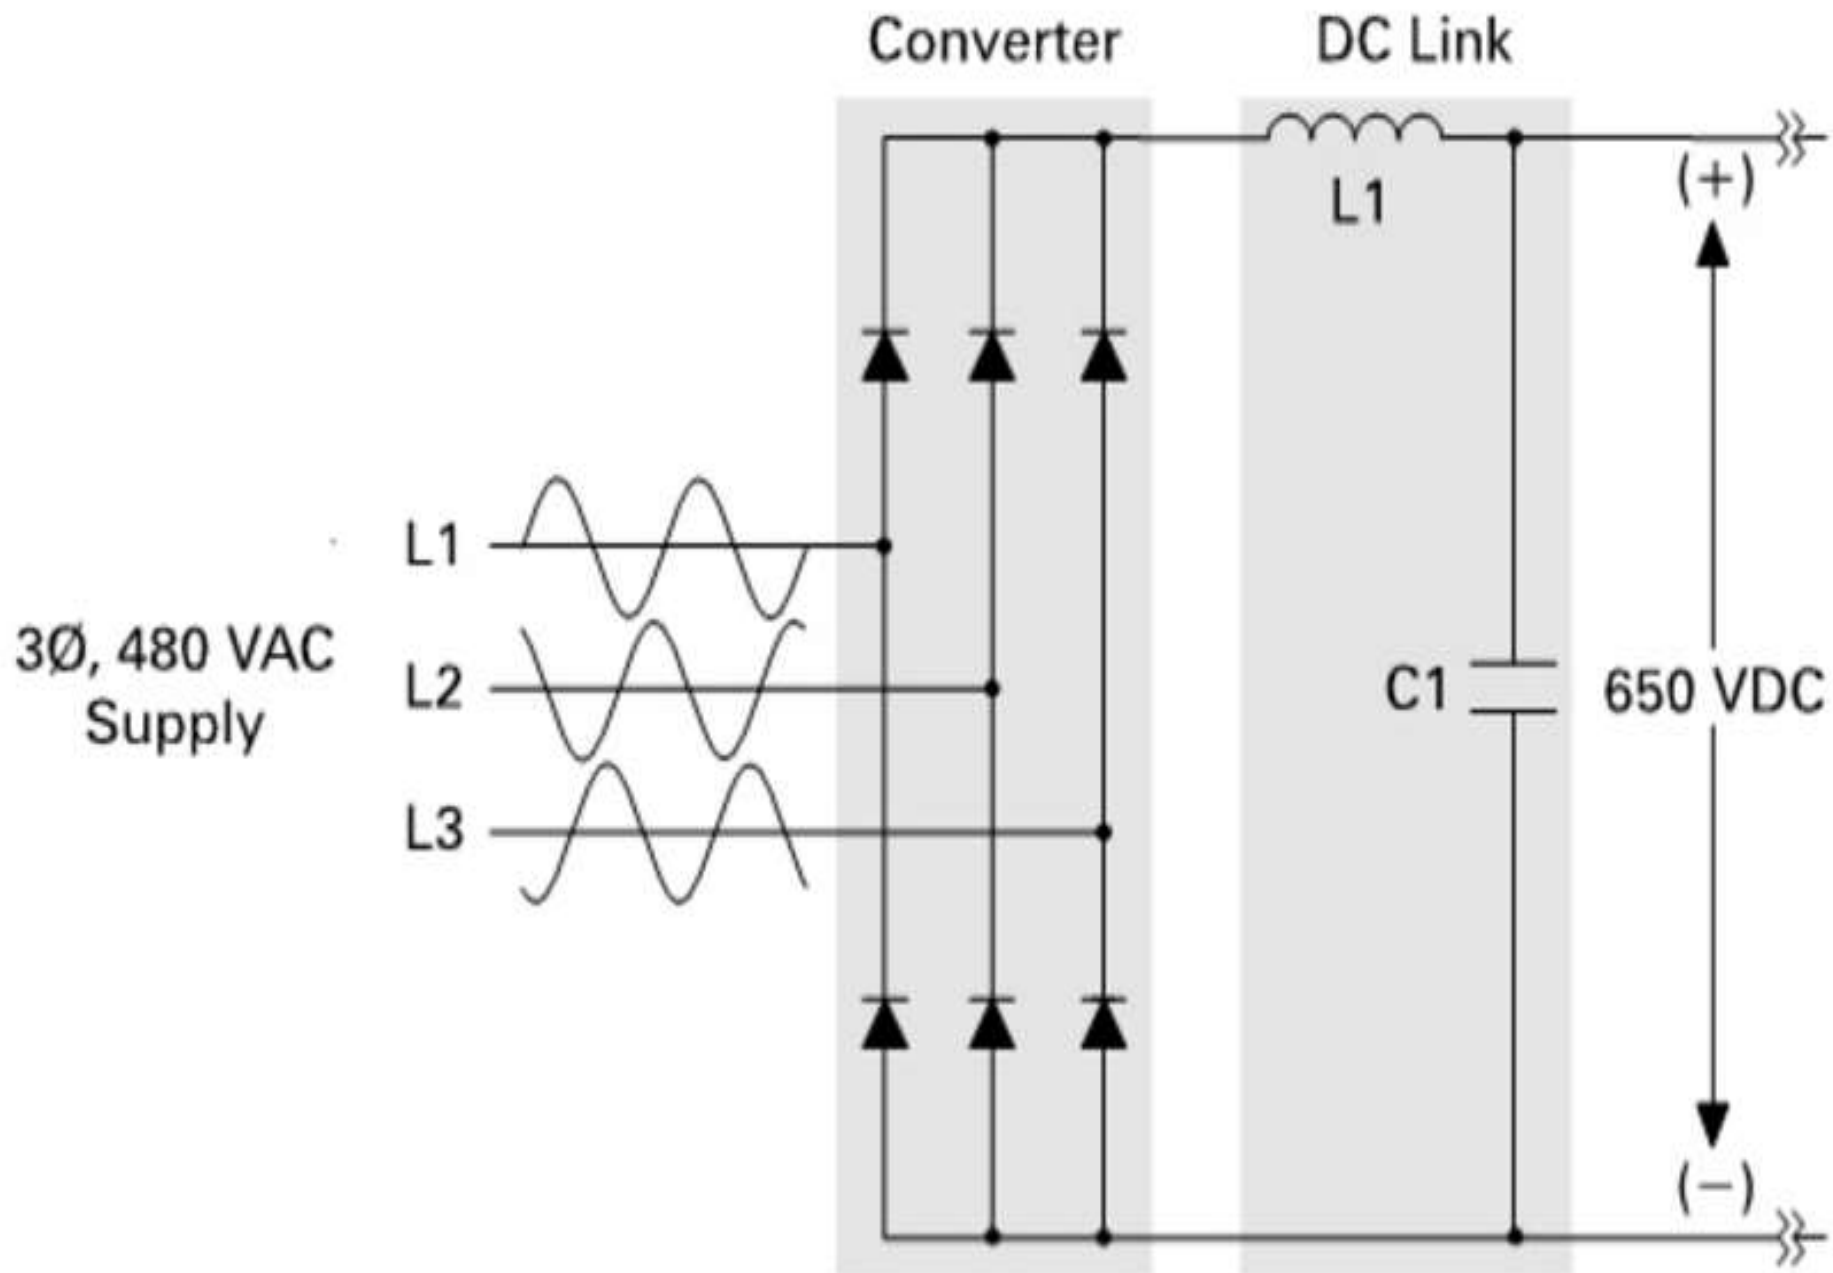 Converter
DC Link
(+)
L1
L1
3Ø, 480 VAC
Supply
L2
C1
650 VDC
L3
(−)